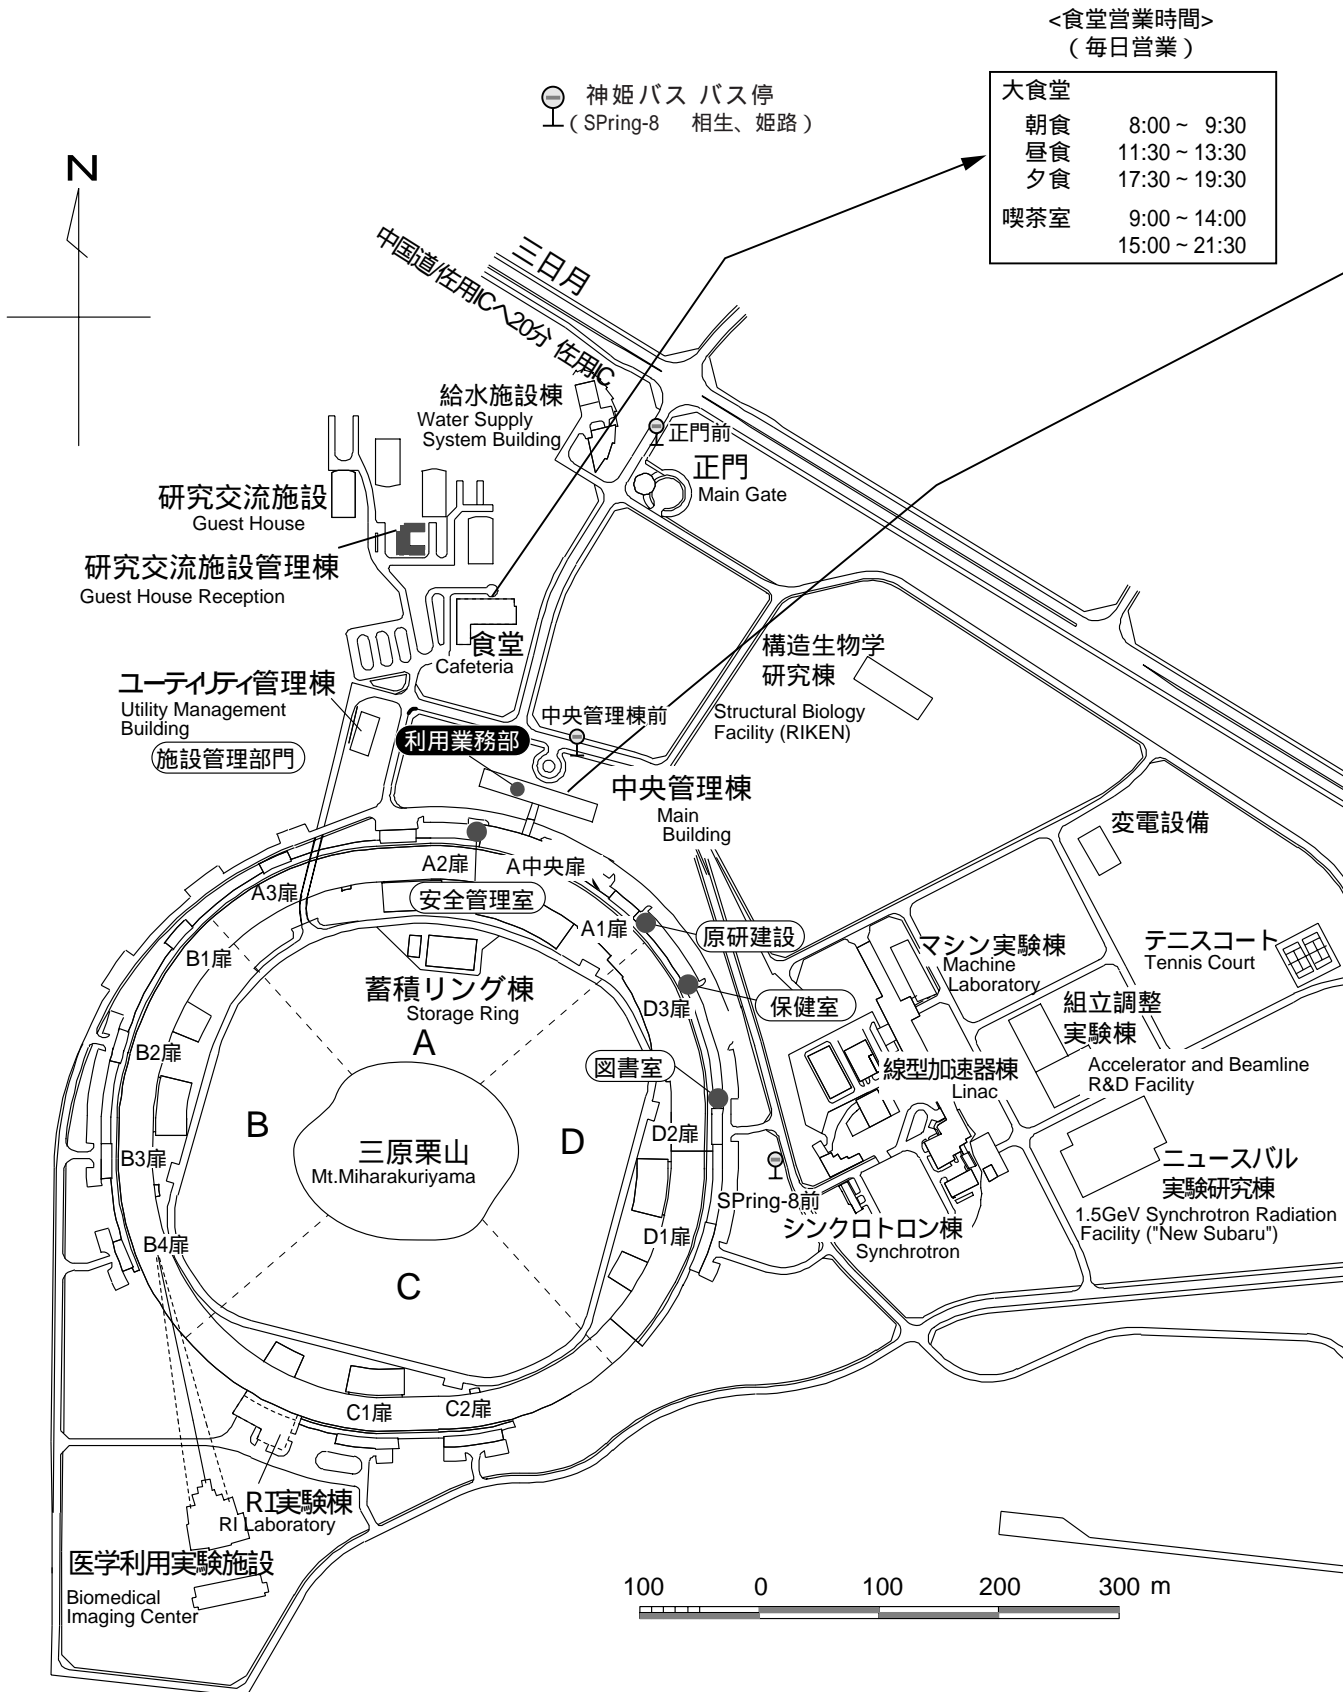 <食堂営業時間>
(毎日営業)
大食堂
朝食 8:00 ~ 9:30
昼食 11:30 ~ 13:30
夕食 17:30 ~ 19:30
喫茶室 9:00 ~ 14:00
15:00 ~ 21:30
神姫バス バス停
(SPring-8 相生、姫路)
N
三日月
中国道/佐用ICへ20分 佐用IC
給水施設棟
Water Supply
System Building
正門前
正門
Main Gate
研究交流施設
Guest House
研究交流施設管理棟
Guest House Reception
食堂
Cafeteria
構造生物学
研究棟
Structural Biology
Facility (RIKEN)
ユーティリティ管理棟
Utility Management
Building
施設管理部門
利用業務部
中央管理棟前
中央管理棟
Main
Building
変電設備
A2扉
A中央扉
A3扉
安全管理室
A1扉
原研建設
B1扉
マシン実験棟
Machine
Laboratory
テニスコート
Tennis Court
蓄積リング棟
Storage Ring
D3扉
保健室
組立調整
実験棟
Accelerator and Beamline
R&D Facility
A
B2扉
図書室
線型加速器棟
Linac
B
D
D2扉
三原栗山
Mt.Miharakuriyama
B3扉
ニュースバル
実験研究棟
1.5GeV Synchrotron Radiation
Facility ("New Subaru")
SPring-8前
シンクロトロン棟
Synchrotron
B4扉
D1扉
C
C1扉
C2扉
RI実験棟
RI Laboratory
医学利用実験施設
Biomedical
Imaging Center
100 0 100 200 300 m